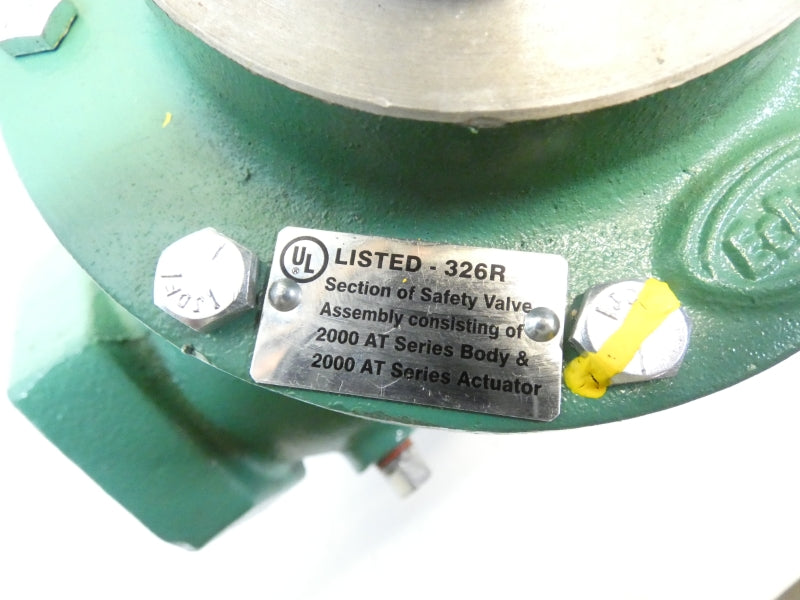 UL ® LISTED - 326R
Section of Safety Valve
Assembly consisting of
2000 AT Series Body &
2000 AT Series Actuator